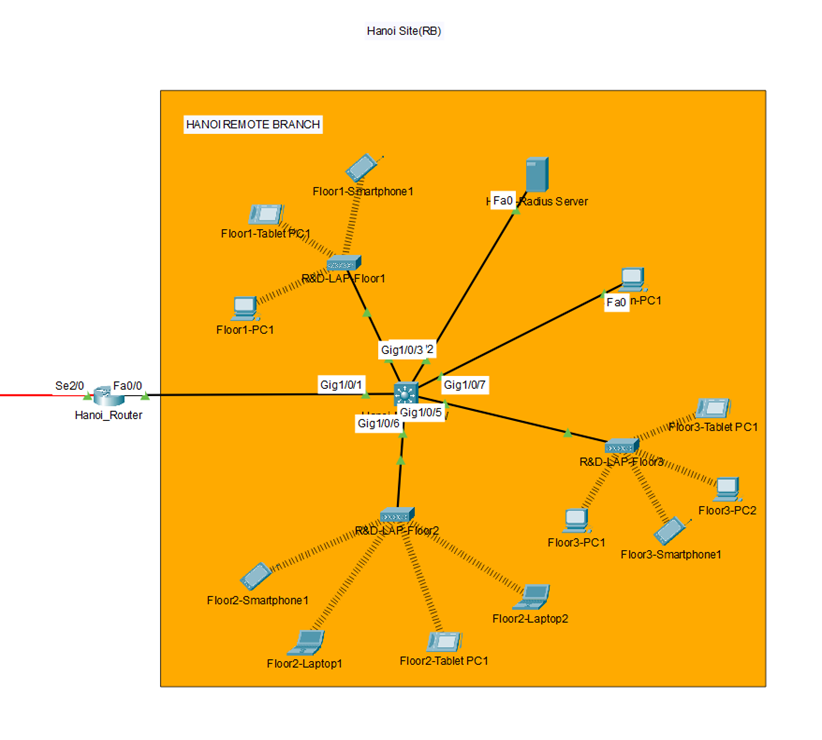 Hanoi Site(RB)
HANOI REMOTE BRANCH
Floor1-Smartphone1
Fa0
Radius Server
Floor1-Tablet PC1
R&D-LAP-Floor1
Fa0
n-PC1
Floor1-PC1
Gig1/0/3
Se2/0
Fa0/0
Gig1/0/1
Gig1/0/7
Hanoi_Router
Gig1/0/5
Gig1/0/6
Floor3-Tablet PC1
R&D-LAP-Floor3
Floor3-PC2
R&D-LAP-Floor2
Floor3-PC1
Floor3-Smartphone1
Floor2-Smartphone1
Floor2-Laptop2
Floor2-Laptop1
Floor2-Tablet PC1